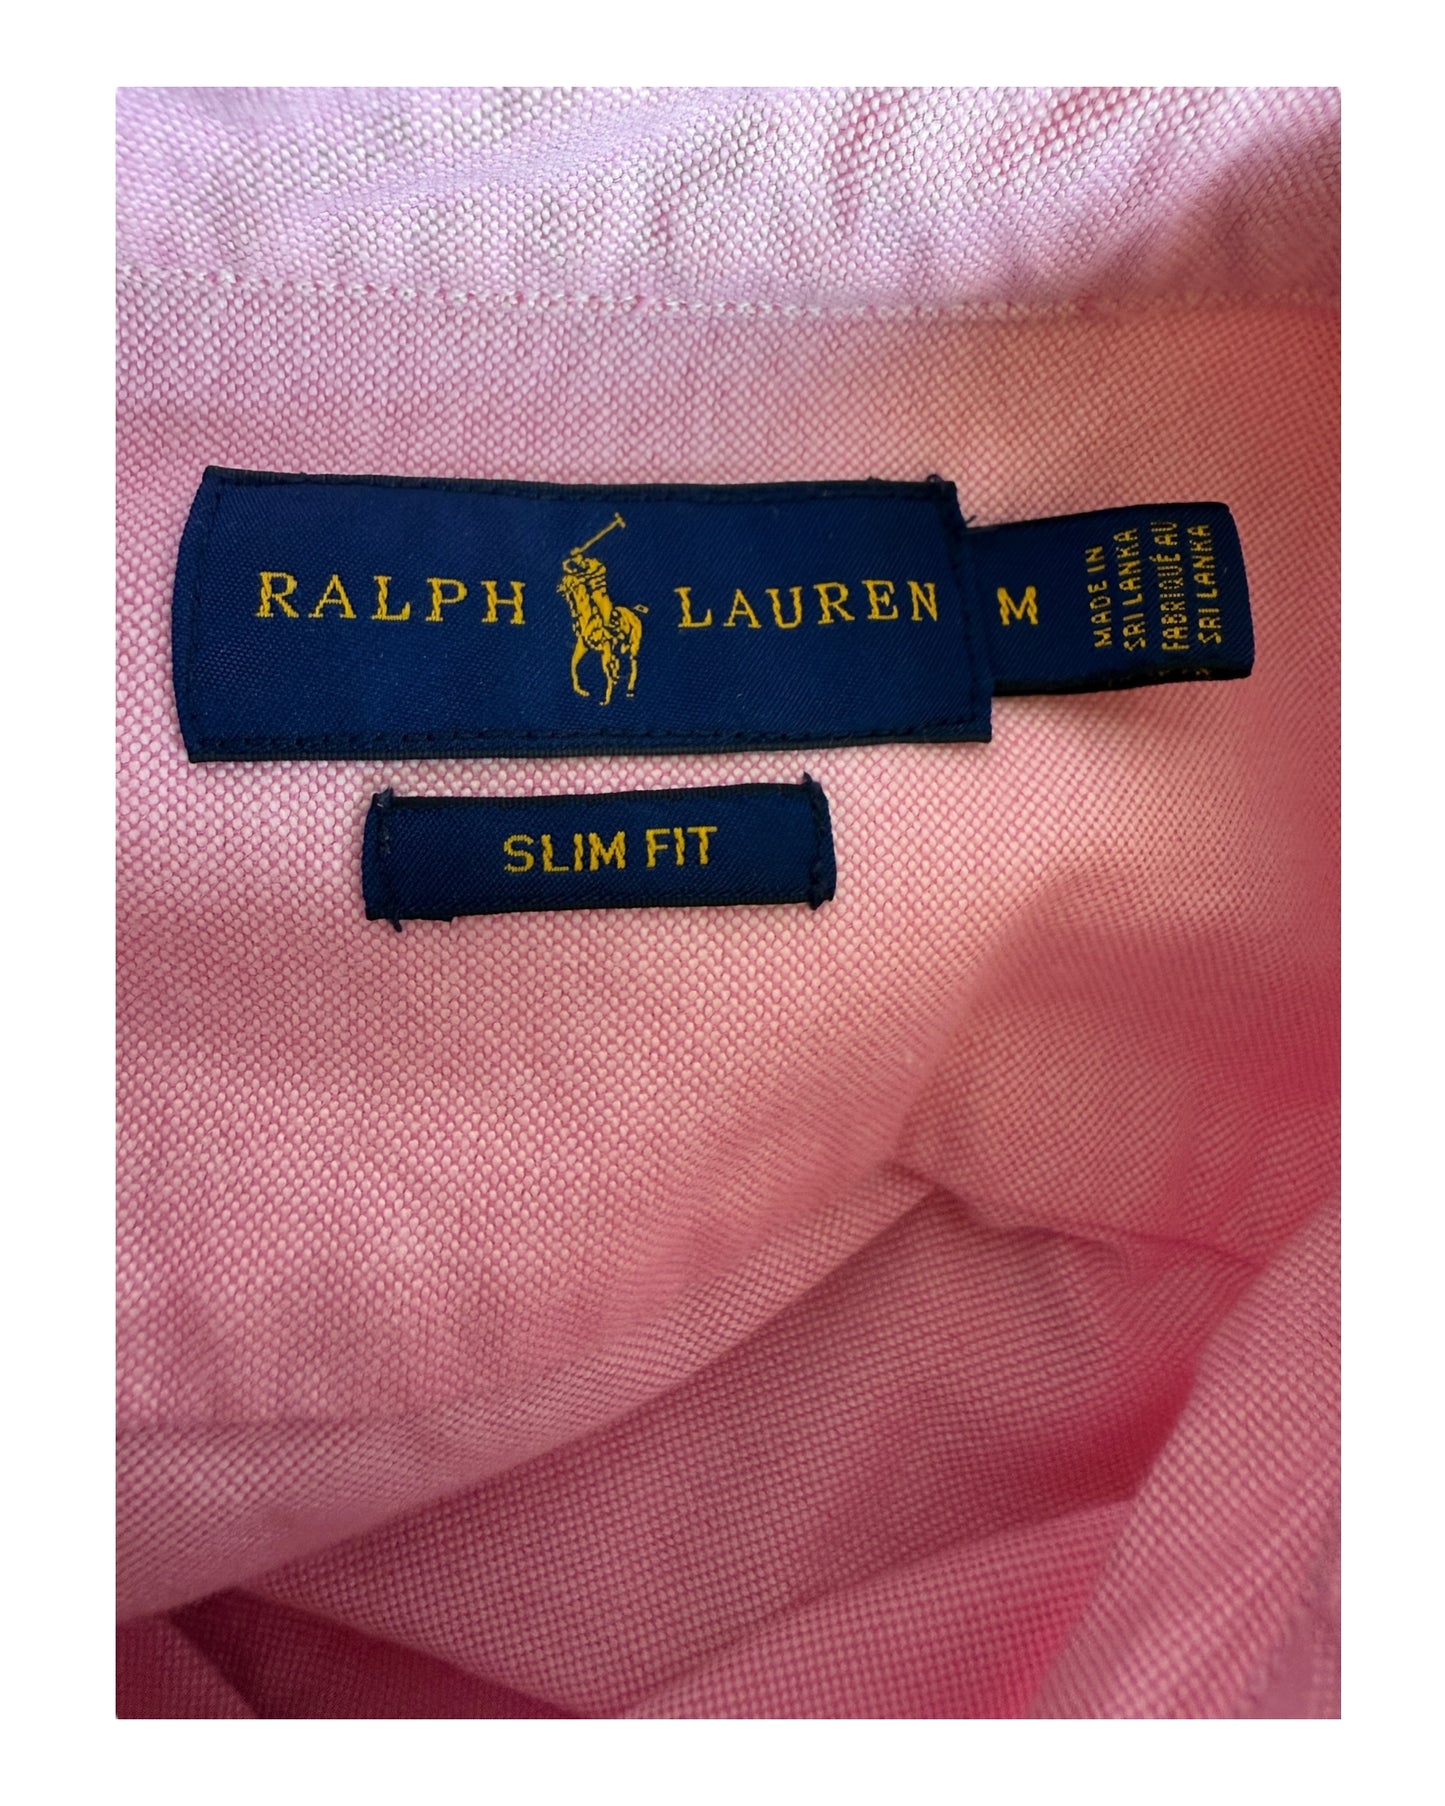 RALPH LAUREN
M
MADE IN
SRI LANKA
FABRIQUÉ AU
SRI LANKA
SLIM FIT